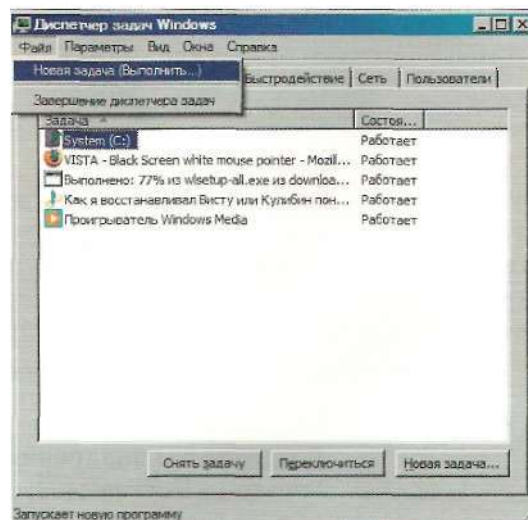 Диспетчер задач Windows
Файл Параметры Вид Окна Справка
Новая задача (Выполнить...)
Завершение диспетчера задач
Быстродействие Сеть Пользователи
Задача Состоя...
System (C:) Работает
VISTA - Black Screen white mouse pointer - Mozill... Работает
Выполнено: 77% из wlsetup-all.exe из downloa... Работает
Как я восстанавливал Висту или Кулибин пон... Работает
Проигрыватель Windows Media Работает
Снять задачу Переключиться Новая задача...
Запускает новую программу